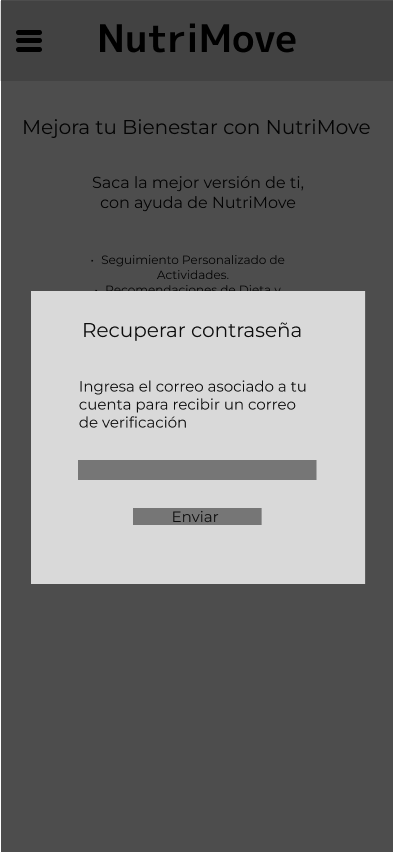 NutriMove
Mejora tu Bienestar con NutriMove
Saca la mejor versión de ti,
con ayuda de NutriMove
• Seguimiento Personalizado de
Actividades.
• Recomendaciones de Dieta y
Recuperar contraseña
Ingresa el correo asociado a tu
cuenta para recibir un correo
de verificación
Enviar